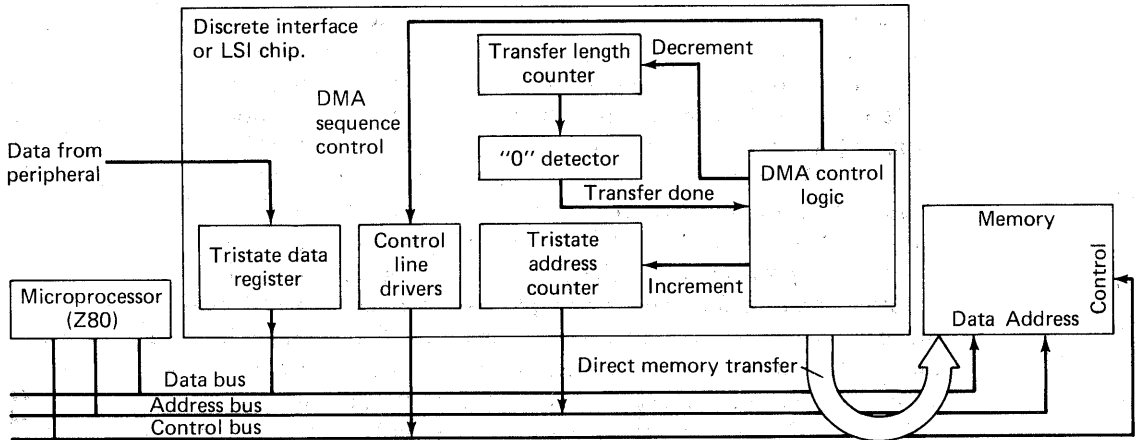 Discrete interface
or LSI chip.
Transfer length
counter
Decrement
DMA
sequence
control
"0" detector
Data from
peripheral
DMA control
logic
Transfer done
Tristate data
register
Control
line
drivers
Tristate
address
counter
Increment
Memory
Control
Data Address
Microprocessor
(Z80)
Direct memory transfer
Data bus
Address bus
Control bus